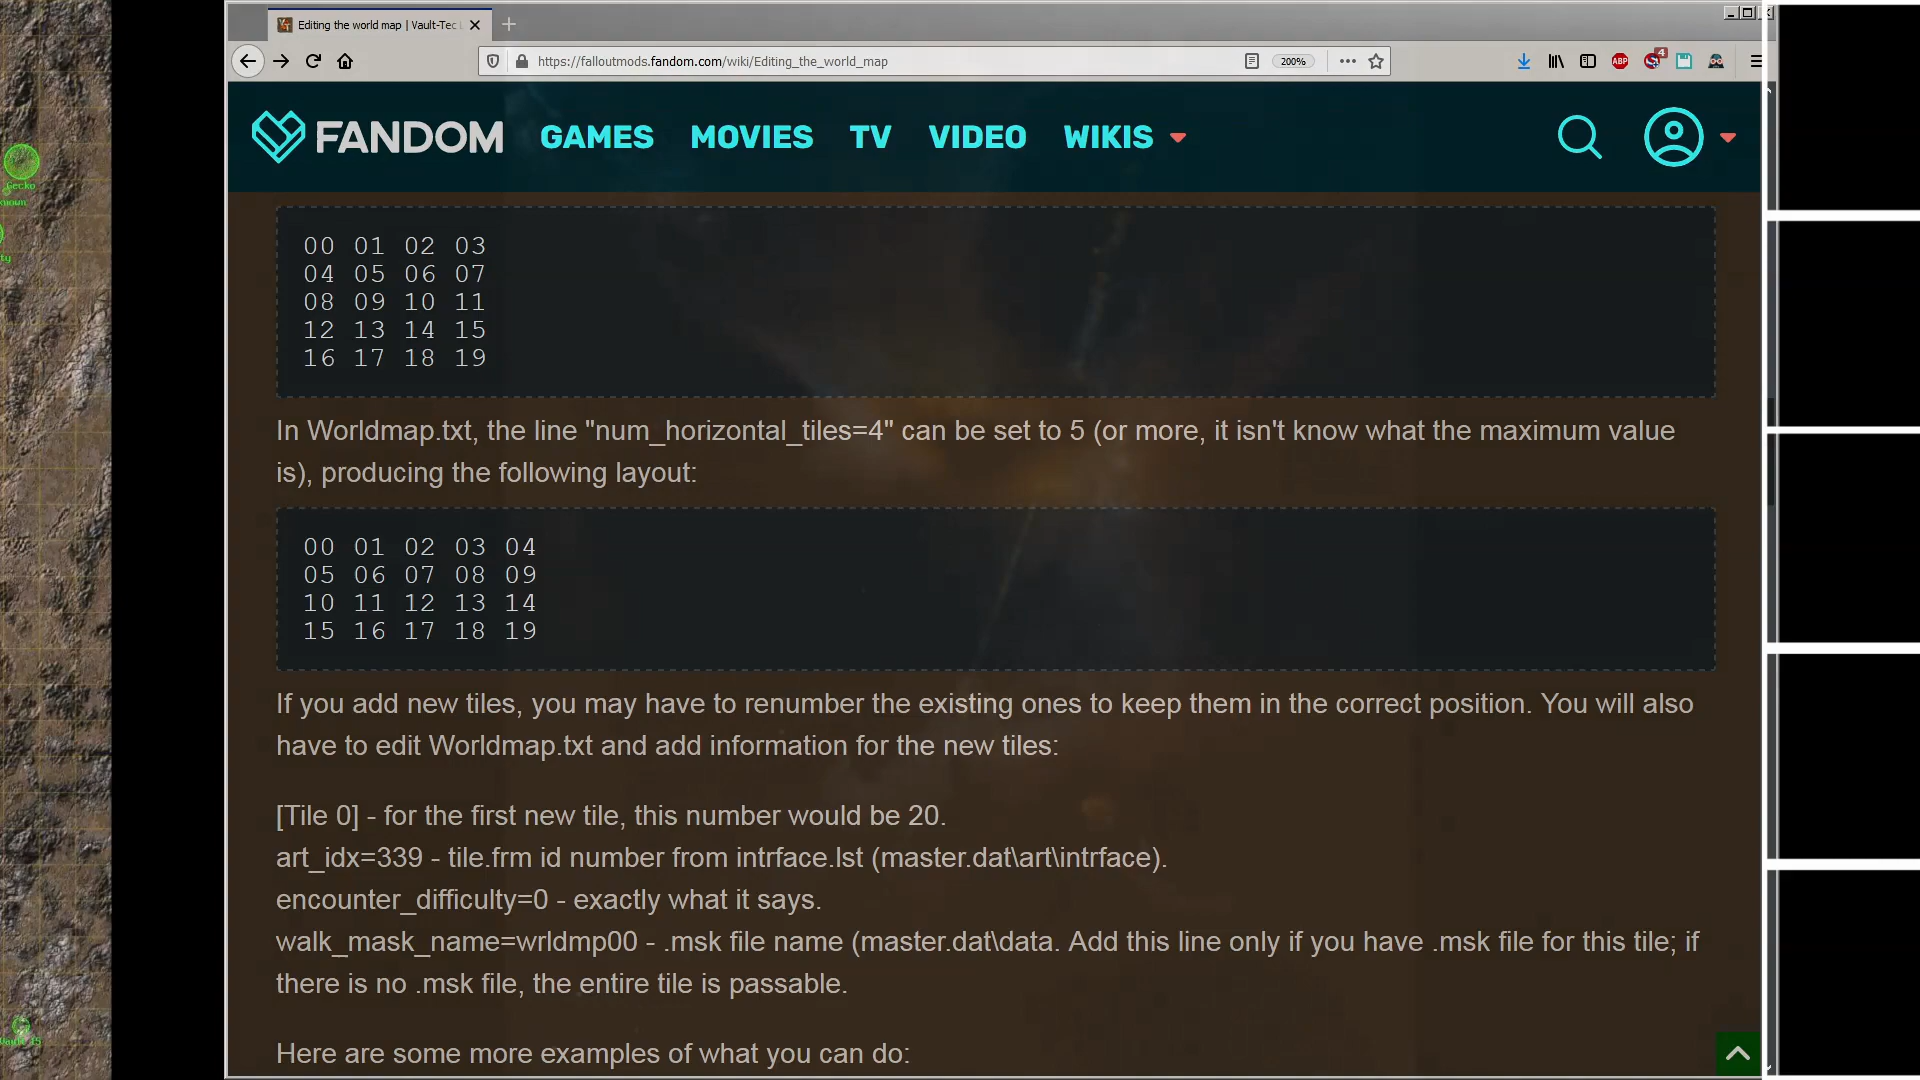 Editing the world map | Vault-Tec
https://falloutmods.fandom.com/wiki/Editing_the_world_map
200%
ABP
4
FANDOM
GAMES
MOVIES
TV
VIDEO
WIKIS
Gecko
known
ty
00 01 02 03
04 05 06 07
08 09 10 11
12 13 14 15
16 17 18 19
In Worldmap.txt, the line "num_horizontal_tiles=4" can be set to 5 (or more, it isn't know what the maximum value
is), producing the following layout:
00 01 02 03 04
05 06 07 08 09
10 11 12 13 14
15 16 17 18 19
If you add new tiles, you may have to renumber the existing ones to keep them in the correct position. You will also
have to edit Worldmap.txt and add information for the new tiles:
[Tile 0] - for the first new tile, this number would be 20.
art_idx=339 - tile.frm id number from intrface.lst (master.dat\art\intrface).
encounter_difficulty=0 - exactly what it says.
walk_mask_name=wrldmp00 - .msk file name (master.dat\data. Add this line only if you have .msk file for this tile; if
there is no .msk file, the entire tile is passable.
Vault 15
Here are some more examples of what you can do: